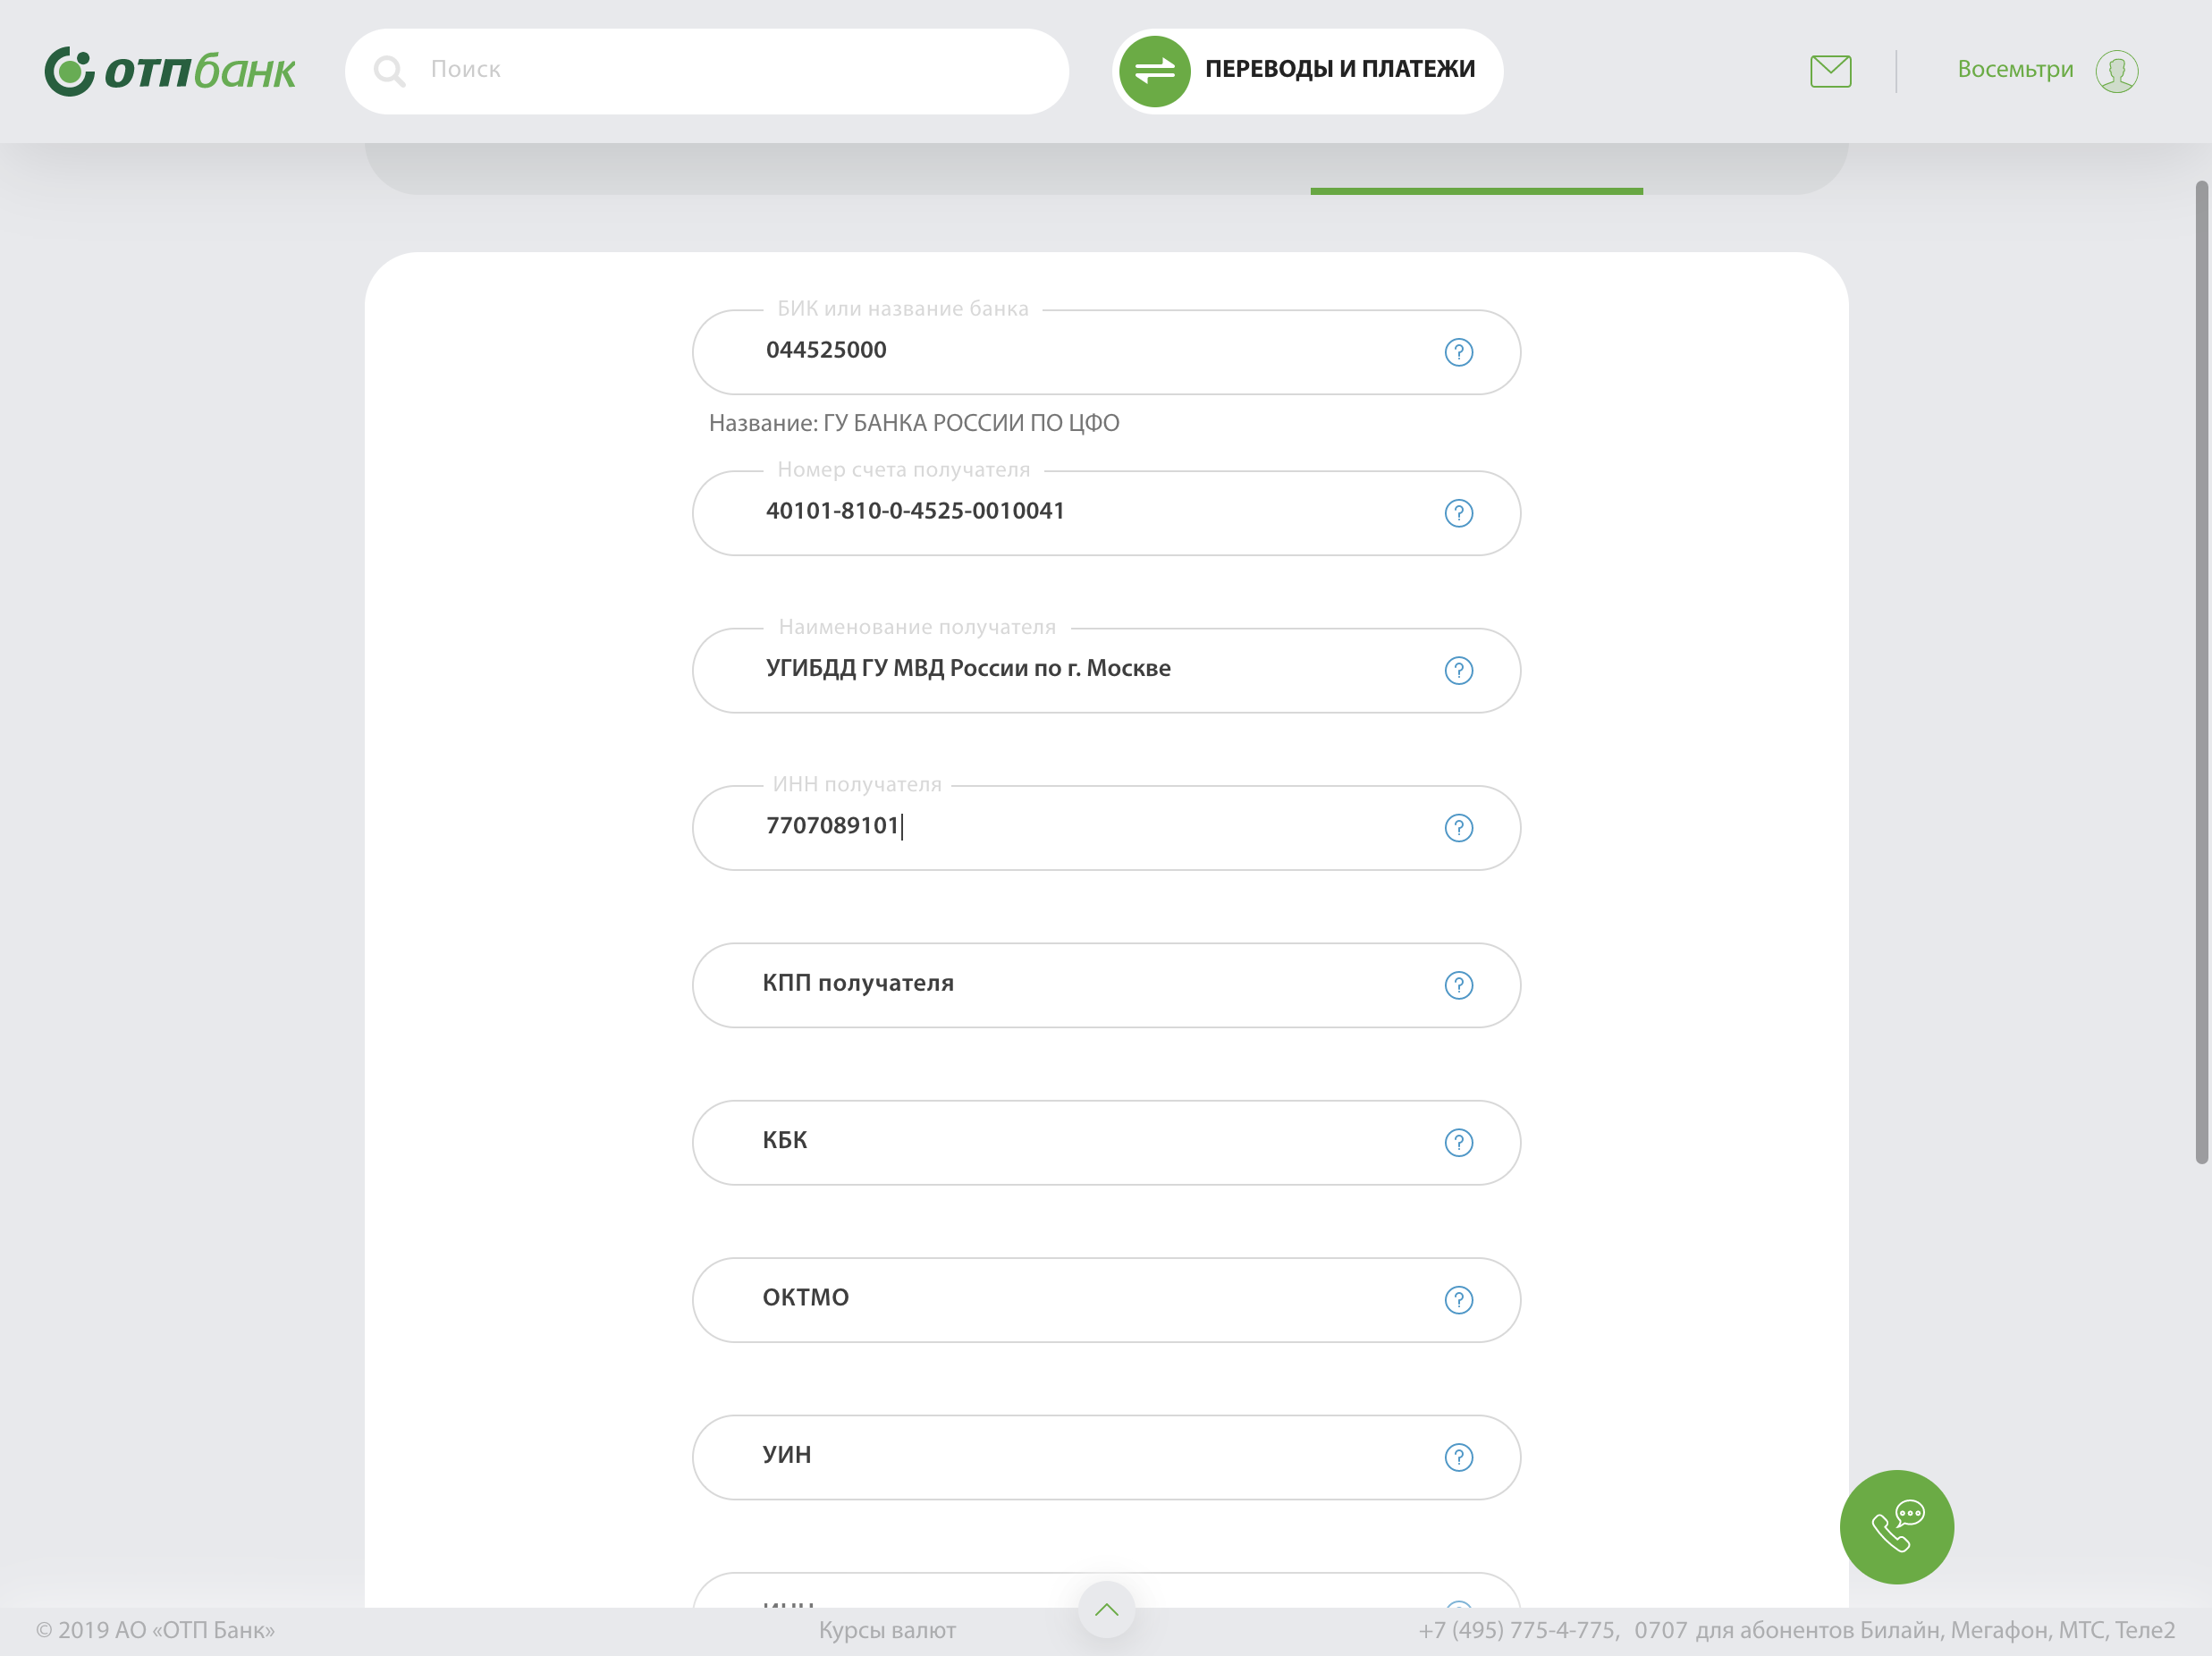 отпбанк
Поиск
ПЕРЕВОДЫ И ПЛАТЕЖИ
Восемьтри
БИК или название банка
044525000
Название: ГУ БАНКА РОССИИ ПО ЦФО
Номер счета получателя
40101-810-0-4525-0010041
Наименование получателя
УГИБДД ГУ МВД России по г. Москве
ИНН получателя
7707089101
КПП получателя
КБК
ОКТМО
УИН
© 2019 АО «ОТП Банк»
Курсы валют
+7 (495) 775-4-775, 0707 для абонентов Билайн, Мегафон, МТС, Теле2